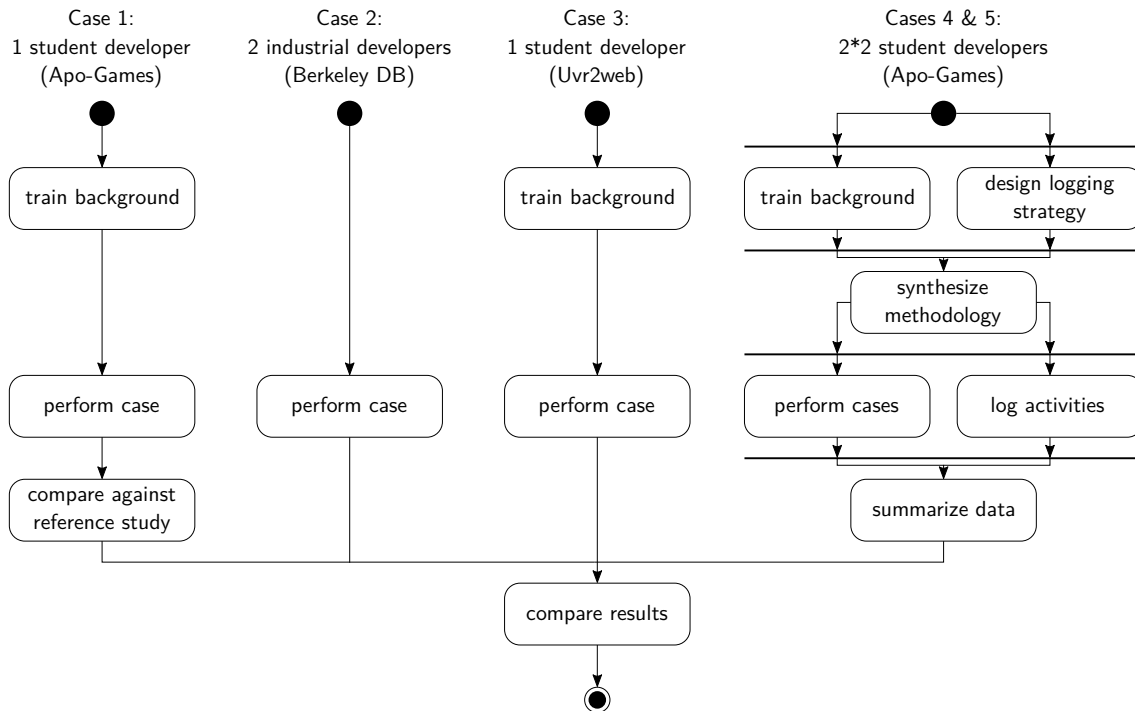 Case 1:
1 student developer
(Apo-Games)
Case 2:
2 industrial developers
(Berkeley DB)
Case 3:
1 student developer
(Uvr2web)
Cases 4 & 5:
2*2 student developers
(Apo-Games)
train background
train background
train background
design logging
strategy
synthesize
methodology
perform case
perform case
perform case
perform cases
log activities
compare against
reference study
summarize data
compare results